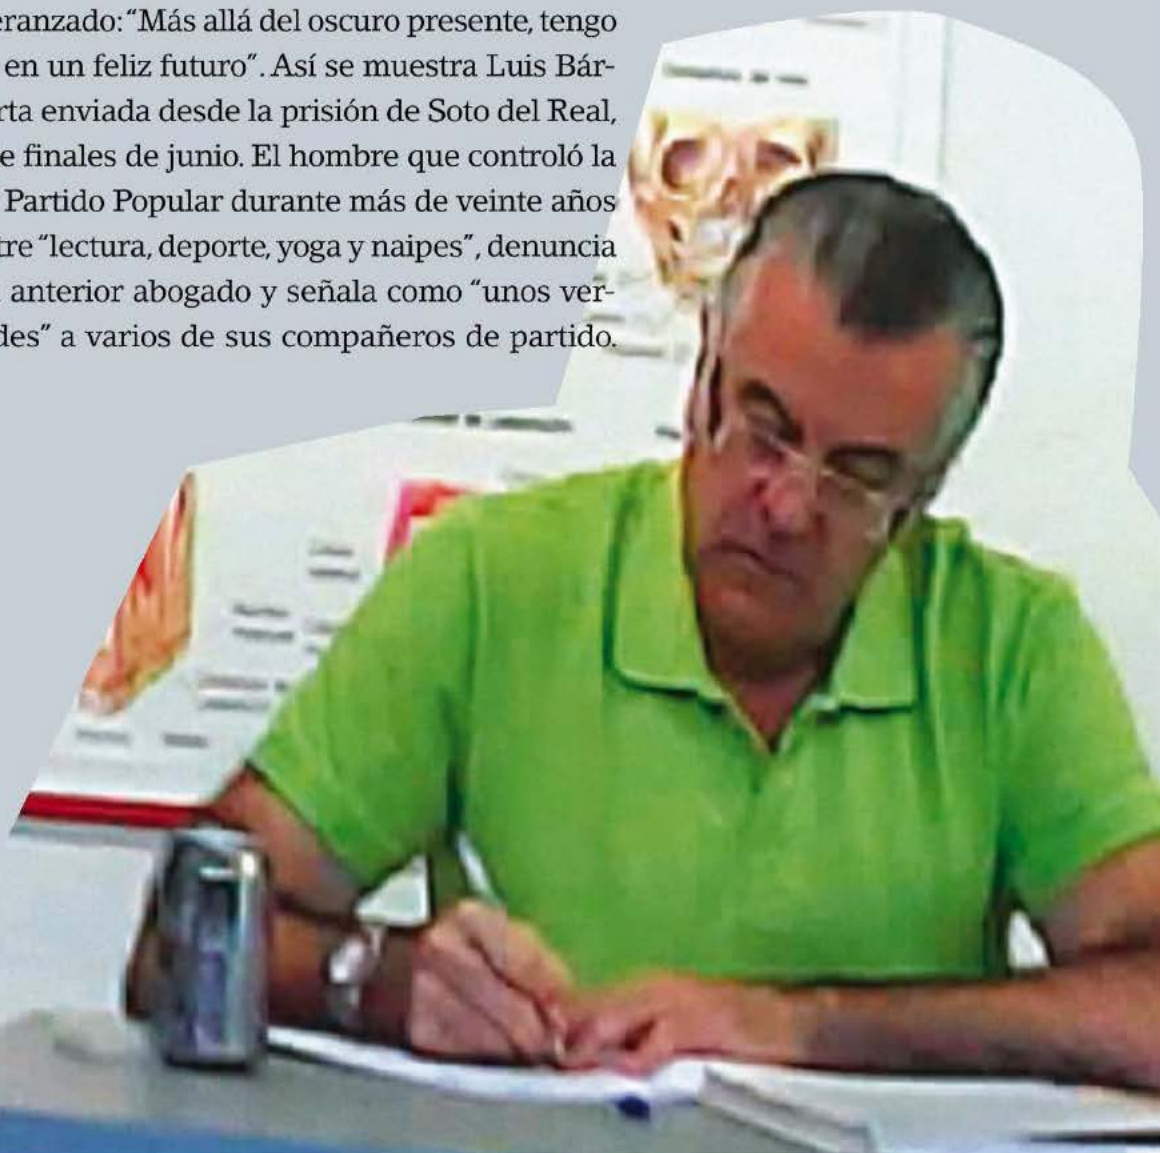 eranzado: “Más allá del oscuro presente, tengo
en un feliz futuro”. Así se muestra Luis Bár-
rta enviada desde la prisión de Soto del Real,
e finales de junio. El hombre que controló la
Partido Popular durante más de veinte años
tre “lectura, deporte, yoga y naipes”, denuncia
anterior abogado y señala como “unos ver-
des” a varios de sus compañeros de partido.